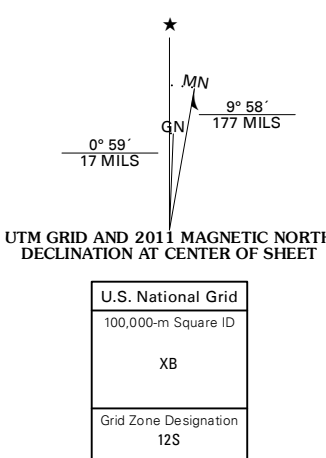 ★
MN
GN
9° 58´
177 MILS
0° 59´
17 MILS
UTM GRID AND 2011 MAGNETIC NORTH
DECLINATION AT CENTER OF SHEET
U.S. National Grid
100,000-m Square ID
XB
Grid Zone Designation
12S